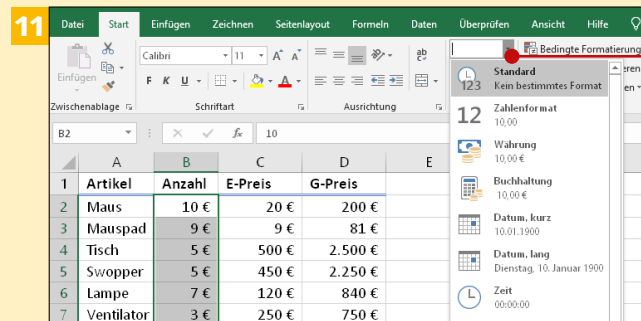 11
Datei Start Einfügen Zeichnen Seitenlayout Formeln Daten Überprüfen Ansicht Hilfe
Calibri 11 A A ab Bedingte Formatierung
Einfügen F K U A
Zwischenablage Schriftart Ausrichtung
B2 fx 10
A B C D E
1 Artikel Anzahl E-Preis G-Preis
2 Maus 10 € 20 € 200 €
3 Mauspad 9 € 9 € 81 €
4 Tisch 5 € 500 € 2.500 €
5 Swopper 5 € 450 € 2.250 €
6 Lampe 7 € 120 € 840 €
7 Ventilator 3 € 250 € 750 €
123 Standard
Kein bestimmtes Format
12 Zahlenformat
10,00
Währung
10,00 €
Buchhaltung
10,00 €
Datum, kurz
10.01.1900
Datum, lang
Dienstag, 10. Januar 1900
Zeit
00:00:00